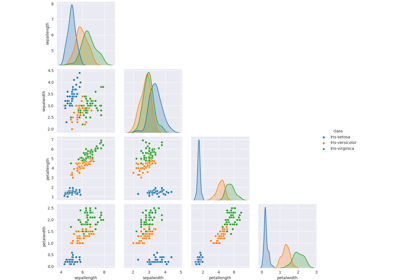 sepallength
8
7
6
5
sepalwidth
4.5
4.0
3.5
3.0
2.5
2.0
petallength
7
6
5
4
3
2
1
class
Iris-setosa
Iris-versicolor
Iris-virginica
petalwidth
2.5
2.0
1.5
1.0
0.5
0.0
4 6 8
2 3 4 5
2 4 6
0 1 2 3
sepallength sepalwidth petallength petalwidth